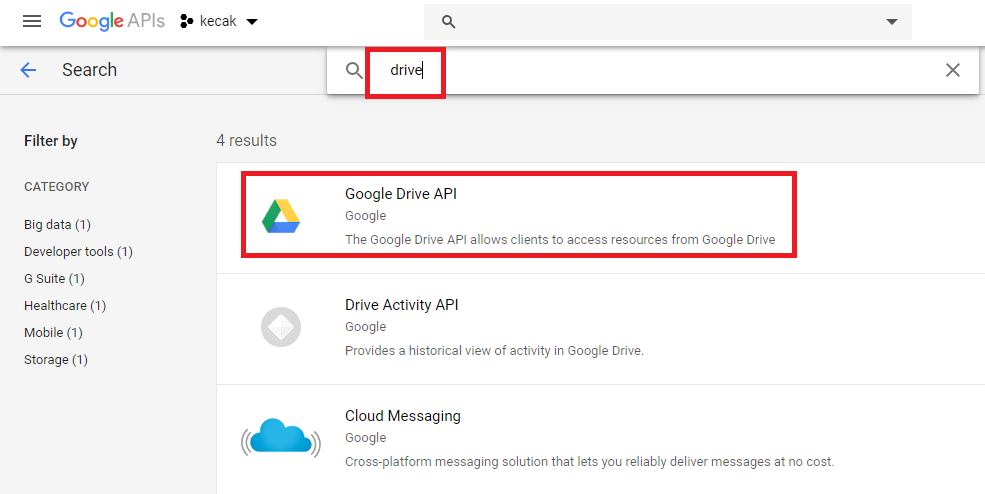 Google APIs kecak
Search
drive
Filter by
4 results
CATEGORY
Big data (1)
Developer tools (1)
G Suite (1)
Healthcare (1)
Mobile (1)
Storage (1)
Google Drive API
Google
The Google Drive API allows clients to access resources from Google Drive
Drive Activity API
Google
Provides a historical view of activity in Google Drive.
Cloud Messaging
Google
Cross-platform messaging solution that lets you reliably deliver messages at no cost.